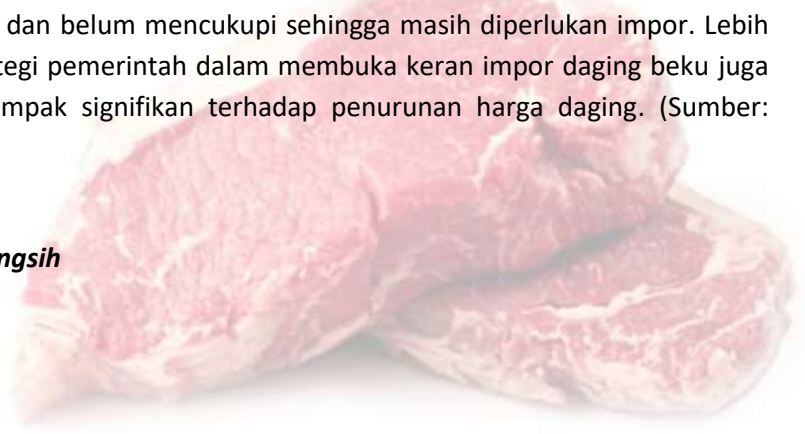 dan belum mencukupi sehingga masih diperlukan impor. Lebih
tegi pemerintah dalam membuka keran impor daging beku juga
mpak signifikan terhadap penurunan harga daging. (Sumber:
ngsih